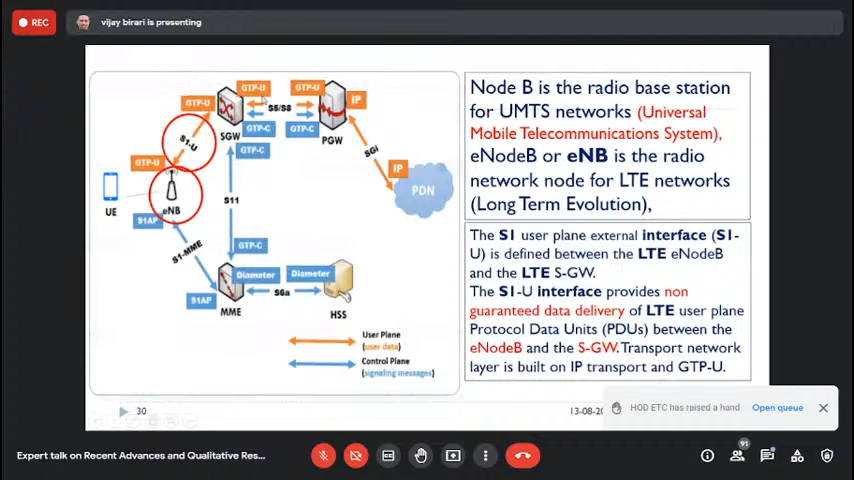 REC
vijay birari is presenting
GTP-U
GTP-U
GTP-U
IP
S5/S8
GTP-C
GTP-C
SGW
PGW
GTP-C
S1-U
SGi
GTP-U
IP
PDN
UE
eNB
S1AP
S11
S1-MME
GTP-C
Diameter
Diameter
S1AP
S6a
MME
HSS
User Plane
(user data)
Control Plane
(signaling messages)
Node B is the radio base station
for UMTS networks (Universal
Mobile Telecommunications System),
eNodeB or eNB is the radio
network node for LTE networks
(Long Term Evolution),
The S1 user plane external interface (S1-
U) is defined between the LTE eNodeB
and the LTE S-GW.
The S1-U interface provides non
guaranteed data delivery of LTE user plane
Protocol Data Units (PDUs) between the
eNodeB and the S-GW. Transport network
layer is built on IP transport and GTP-U.
30
13-08-20
HOD ETC has raised a hand
Open queue
Expert talk on Recent Advances and Qualitative Res...
91